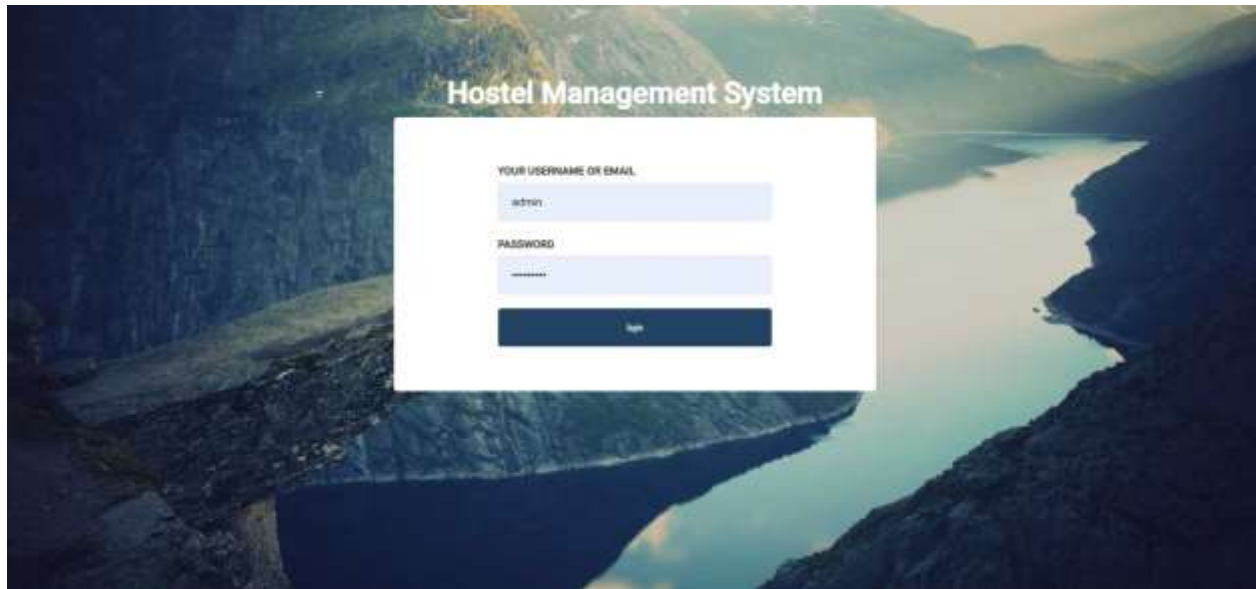 Hostel Management System
YOUR USERNAME OR EMAIL
admin
PASSWORD
login